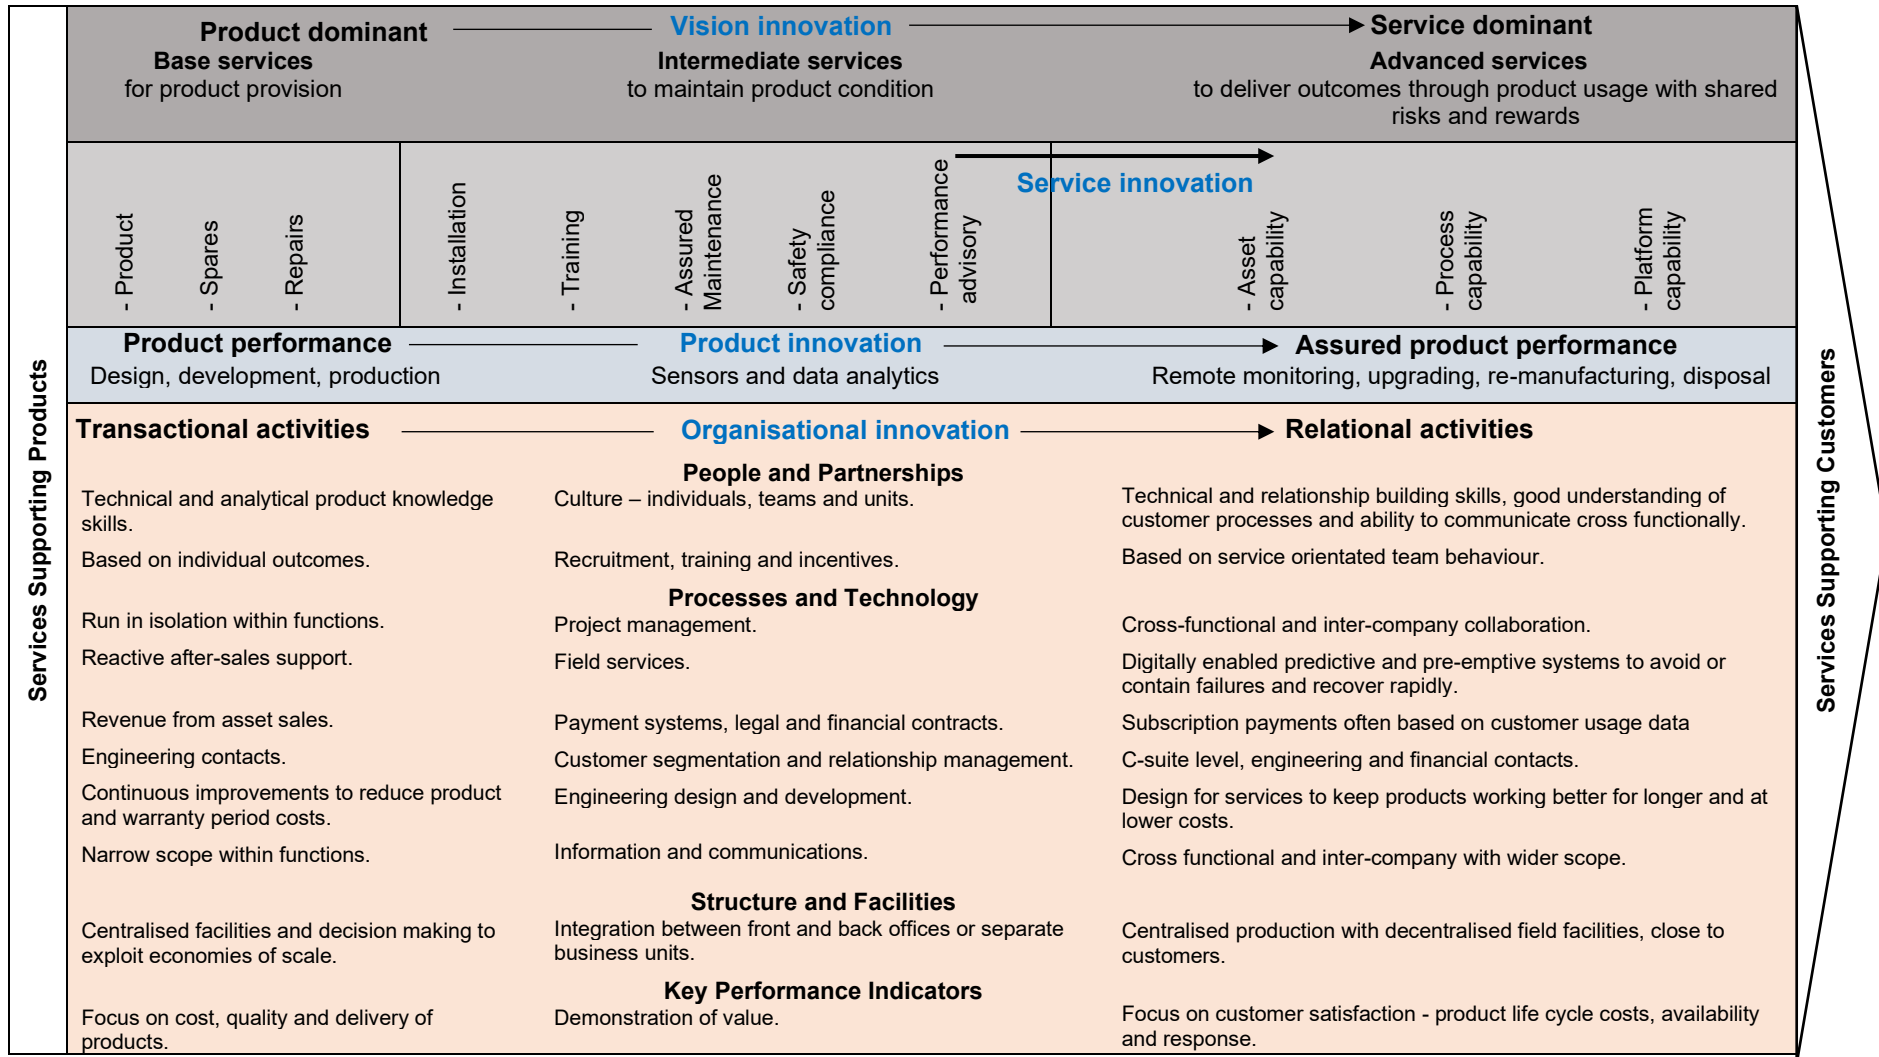 Services Supporting Products
Product dominant
Vision innovation
Service dominant
Base services
for product provision
Intermediate services
to maintain product condition
Advanced services
to deliver outcomes through product usage with shared
risks and rewards
- Product
- Spares
- Repairs
- Installation
- Training
- Assured
Maintenance
- Safety
compliance
- Performance
advisory
Service innovation
- Asset
capability
- Process
capability
- Platform
capability
Product performance
Product innovation
Assured product performance
Design, development, production
Sensors and data analytics
Remote monitoring, upgrading, re-manufacturing, disposal
Transactional activities
Organisational innovation
Relational activities
People and Partnerships
Technical and analytical product knowledge
skills.
Culture – individuals, teams and units.
Technical and relationship building skills, good understanding of
customer processes and ability to communicate cross functionally.
Based on individual outcomes.
Recruitment, training and incentives.
Based on service orientated team behaviour.
Processes and Technology
Run in isolation within functions.
Project management.
Cross-functional and inter-company collaboration.
Reactive after-sales support.
Field services.
Digitally enabled predictive and pre-emptive systems to avoid or
contain failures and recover rapidly.
Revenue from asset sales.
Payment systems, legal and financial contracts.
Subscription payments often based on customer usage data
Engineering contacts.
Customer segmentation and relationship management.
C-suite level, engineering and financial contacts.
Continuous improvements to reduce product
and warranty period costs.
Engineering design and development.
Design for services to keep products working better for longer and at
lower costs.
Narrow scope within functions.
Information and communications.
Cross functional and inter-company with wider scope.
Structure and Facilities
Centralised facilities and decision making to
exploit economies of scale.
Integration between front and back offices or separate
business units.
Centralised production with decentralised field facilities, close to
customers.
Key Performance Indicators
Focus on cost, quality and delivery of
products.
Demonstration of value.
Focus on customer satisfaction - product life cycle costs, availability
and response.
Services Supporting Customers